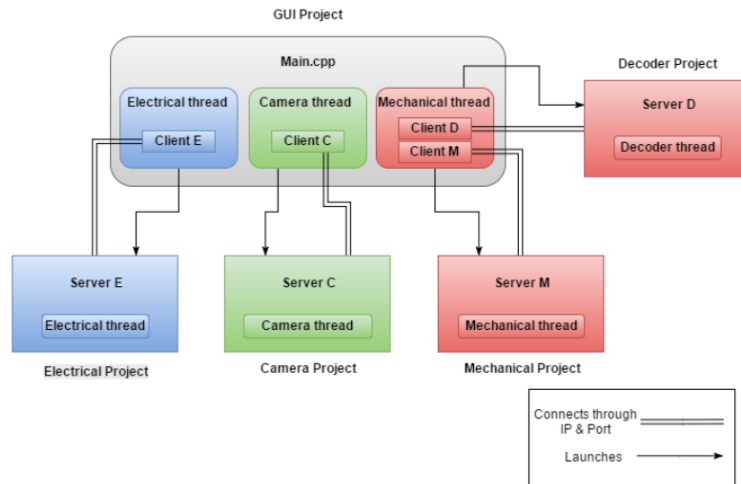 GUI Project
Main.cpp
Electrical thread
Client E
Camera thread
Client C
Mechanical thread
Client D
Client M
Decoder Project
Server D
Decoder thread
Server E
Electrical thread
Electrical Project
Server C
Camera thread
Camera Project
Server M
Mechanical thread
Mechanical Project
Connects through
IP & Port
Launches